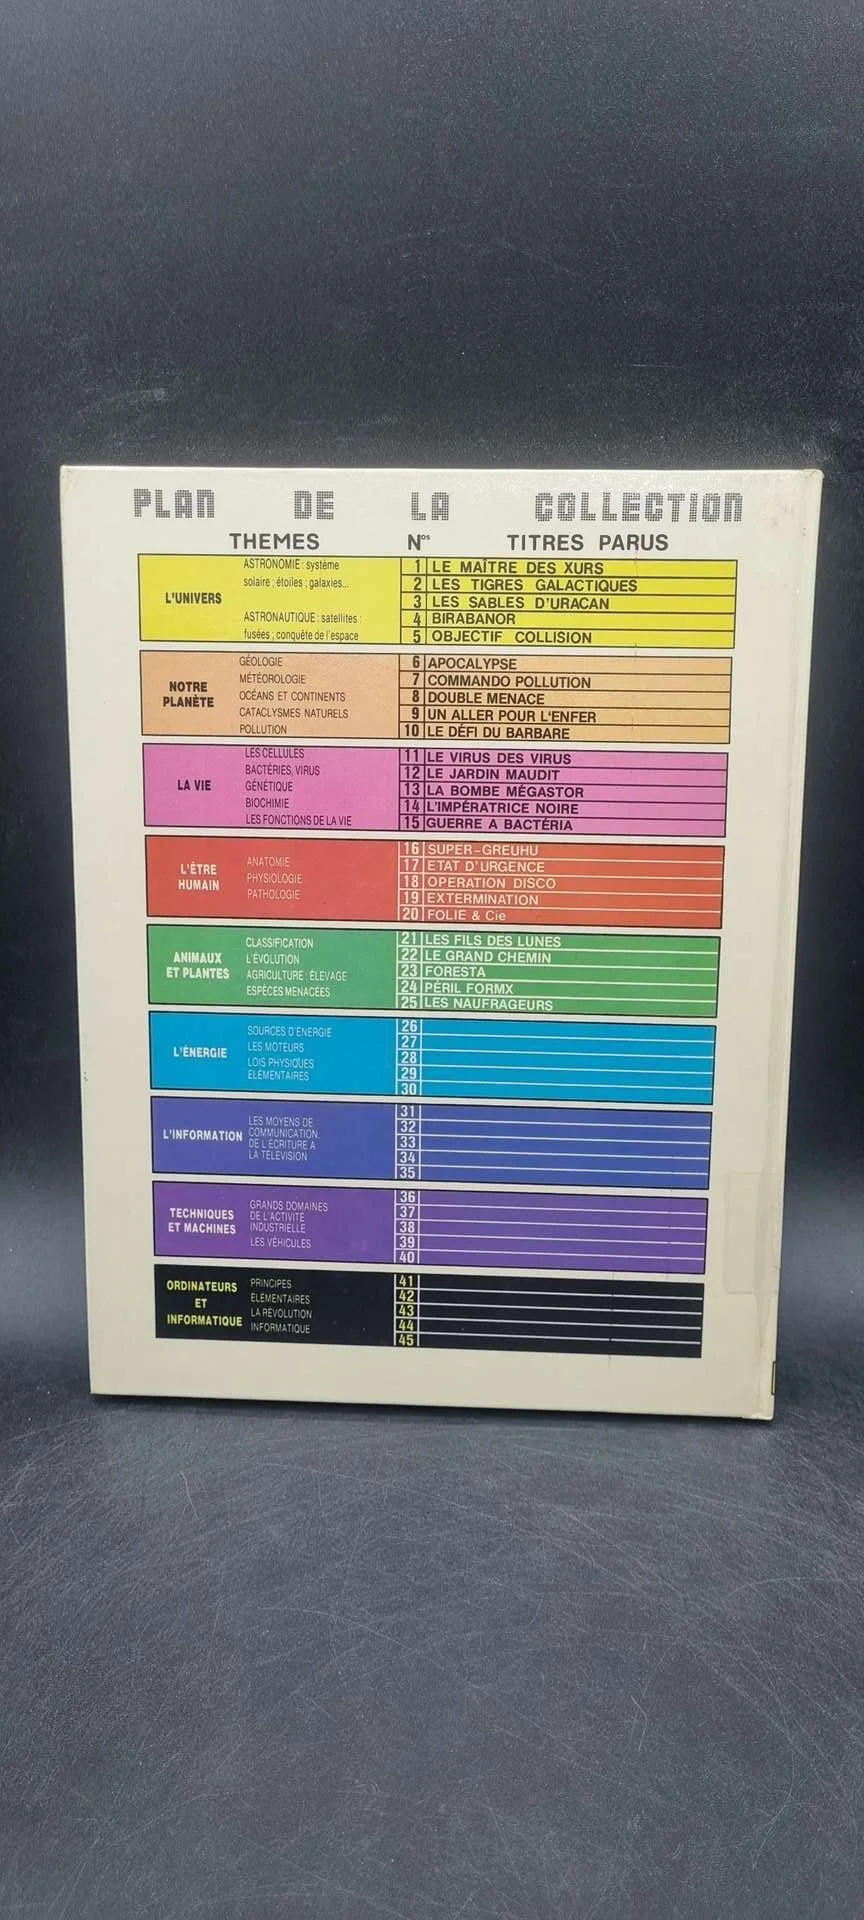 PLAN DE LA COLLECTION
THEMES Nos TITRES PARUS
L'UNIVERS
ASTRONOMIE : système
solaire ; étoiles ; galaxies...
ASTRONAUTIQUE : satellites ;
fusées ; conquête de l'espace
1 LE MAÎTRE DES XURS
2 LES TIGRES GALACTIQUES
3 LES SABLES D'URACAN
4 BIRABANOR
5 OBJECTIF COLLISION
NOTRE
PLANÈTE
GÉOLOGIE
MÉTÉOROLOGIE
OCÉANS ET CONTINENTS
CATACLYSMES NATURELS
POLLUTION
6 APOCALYPSE
7 COMMANDO POLLUTION
8 DOUBLE MENACE
9 UN ALLER POUR L'ENFER
10 LE DÉFI DU BARBARE
LA VIE
LES CELLULES
BACTÉRIES, VIRUS
GÉNÉTIQUE
BIOCHIMIE
LES FONCTIONS DE LA VIE
11 LE VIRUS DES VIRUS
12 LE JARDIN MAUDIT
13 LA BOMBE MÉGASTOR
14 L'IMPÉRATRICE NOIRE
15 GUERRE A BACTÉRIA
L'ÊTRE
HUMAIN
ANATOMIE
PHYSIOLOGIE
PATHOLOGIE
16 SUPER-GREUHU
17 ETAT D'URGENCE
18 OPERATION DISCO
19 EXTERMINATION
20 FOLIE & Cie
ANIMAUX
ET PLANTES
CLASSIFICATION
L'ÉVOLUTION
AGRICULTURE : ÉLEVAGE
ESPÈCES MENACÉES
21 LES FILS DES LUNES
22 LE GRAND CHEMIN
23 FORESTA
24 PÉRIL FORMX
25 LES NAUFRAGEURS
L'ÉNERGIE
SOURCES D'ÉNERGIE
LES MOTEURS
LOIS PHYSIQUES
ELEMENTAIRES
26
27
28
29
30
L'INFORMATION
LES MOYENS DE
COMMUNICATION.
DE L'ÉCRITURE A
LA TÉLÉVISION
31
32
33
34
35
TECHNIQUES
ET MACHINES
GRANDS DOMAINES
DE L'ACTIVITÉ
INDUSTRIELLE
LES VÉHICULES
36
37
38
39
40
ORDINATEURS
ET
INFORMATIQUE
PRINCIPES
ELEMENTAIRES
LA RÉVOLUTION
INFORMATIQUE
41
42
43
44
45